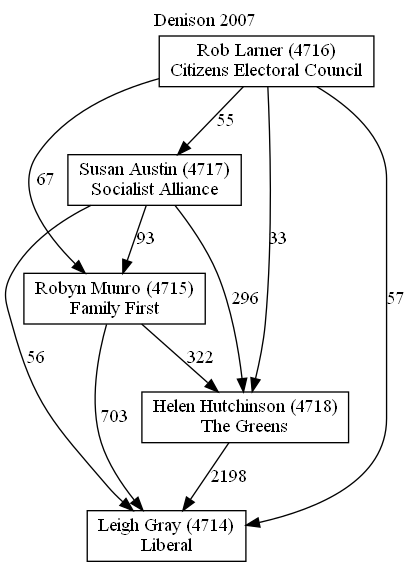 Denison 2007
Rob Larner (4716)
Citizens Electoral Council
55
Susan Austin (4717)
Socialist Alliance
67
93
33
57
Robyn Munro (4715)
Family First
296
56
322
703
Helen Hutchinson (4718)
The Greens
2198
Leigh Gray (4714)
Liberal